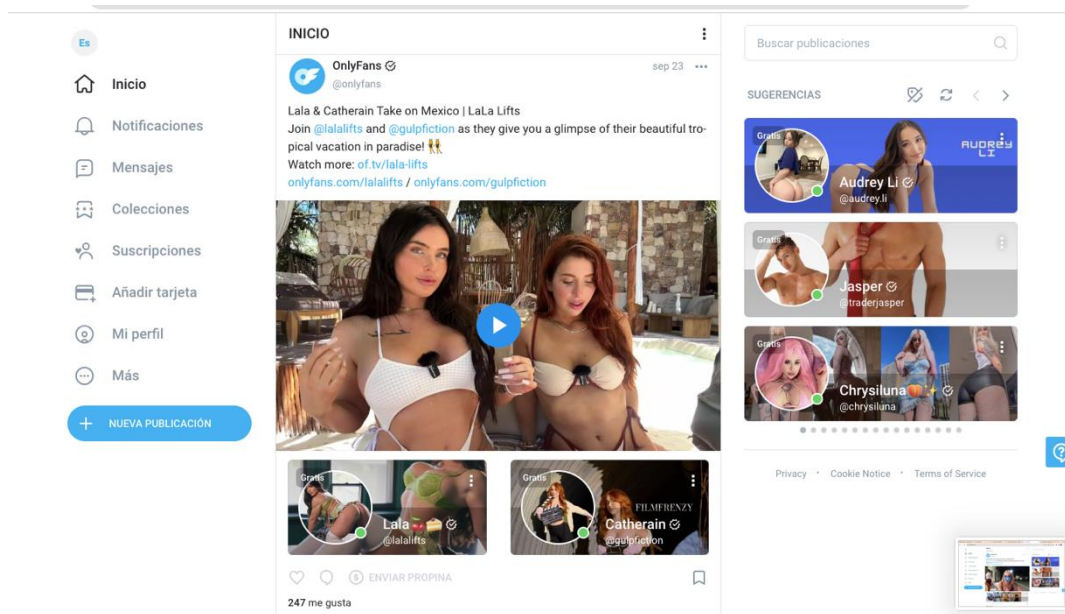 Es
Inicio
Notificaciones
Mensajes
Colecciones
Suscripciones
Añadir tarjeta
Mi perfil
Más
+ NUEVA PUBLICACIÓN
INICIO
OnlyFans
@onlyfans
sep 23
Lala & Catherain Take on Mexico | LaLa Lifts
Join @lalalifts and @gulpfiction as they give you a glimpse of their beautiful tro-
pical vacation in paradise!
Watch more: of.tv/lala-lifts
onlyfans.com/lalalifts / onlyfans.com/gulpfiction
Gratis
Lala
@lalalifts
Gratis
FILMFRENZY
Catherain
@gulpfiction
ENVIAR PROPINA
247 me gusta
Buscar publicaciones
SUGERENCIAS
Gratis
AUDREY
LI
Audrey Li
@audrey.li
Gratis
Jasper
@traderjasper
Gratis
Chrysiluna
@chrysiluna
Privacy · Cookie Notice · Terms of Service